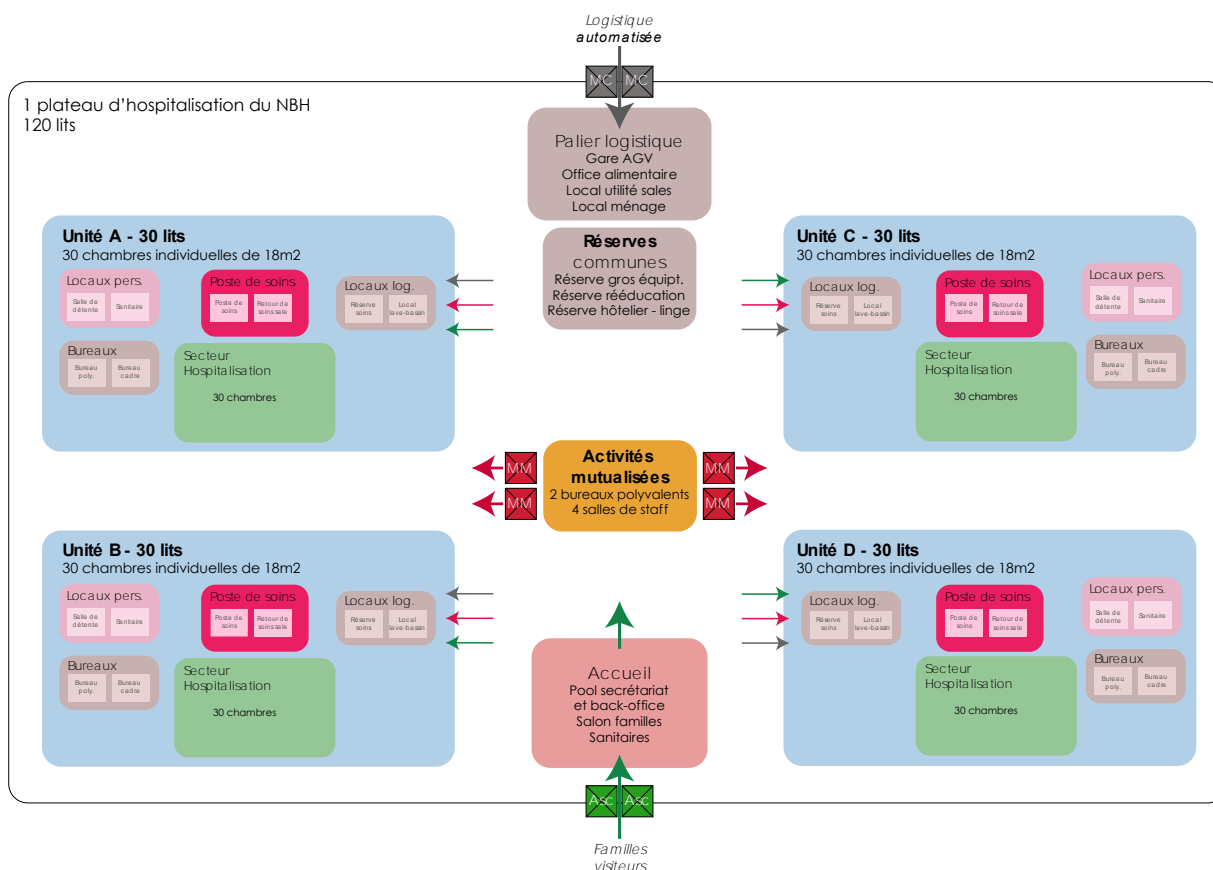 Logistique
automatisée
MC MC
1 plateau d'hospitalisation du NBH
120 lits
Palier logistique
Gare AGV
Office alimentaire
Local utilité sales
Local ménage
Unité A - 30 lits
30 chambres individuelles de 18m2
Locaux pers.
Salle de
détente
Sanitaire
Poste de soins
Poste de
soins
Retour de
soins sale
Locaux log.
Réserve
soins
Local
lave-bassin
Bureaux
Bureau
poly.
Bureau
cadre
Secteur
Hospitalisation
30 chambres
Réserves
communes
Réserve gros équipt.
Réserve rééducation
Réserve hôtelier - linge
Unité C - 30 lits
30 chambres individuelles de 18m2
Locaux log.
Réserve
soins
Local
lave-bassin
Poste de soins
Poste de
soins
Retour de
soins sale
Locaux pers.
Salle de
détente
Sanitaire
Secteur
Hospitalisation
30 chambres
Bureaux
Bureau
poly.
Bureau
cadre
MM
MM
Activités
mutualisées
2 bureaux polyvalents
4 salles de staff
MM
MM
Unité B - 30 lits
30 chambres individuelles de 18m2
Locaux pers.
Salle de
détente
Sanitaire
Poste de soins
Poste de
soins
Retour de
soins sale
Locaux log.
Réserve
soins
Local
lave-bassin
Bureaux
Bureau
poly.
Bureau
cadre
Secteur
Hospitalisation
30 chambres
Accueil
Pool secrétariat
et back-office
Salon familles
Sanitaires
Unité D - 30 lits
30 chambres individuelles de 18m2
Locaux log.
Réserve
soins
Local
lave-bassin
Poste de soins
Poste de
soins
Retour de
soins sale
Locaux pers.
Salle de
détente
Sanitaire
Secteur
Hospitalisation
30 chambres
Bureaux
Bureau
poly.
Bureau
cadre
Asc Asc
Familles
visiteurs